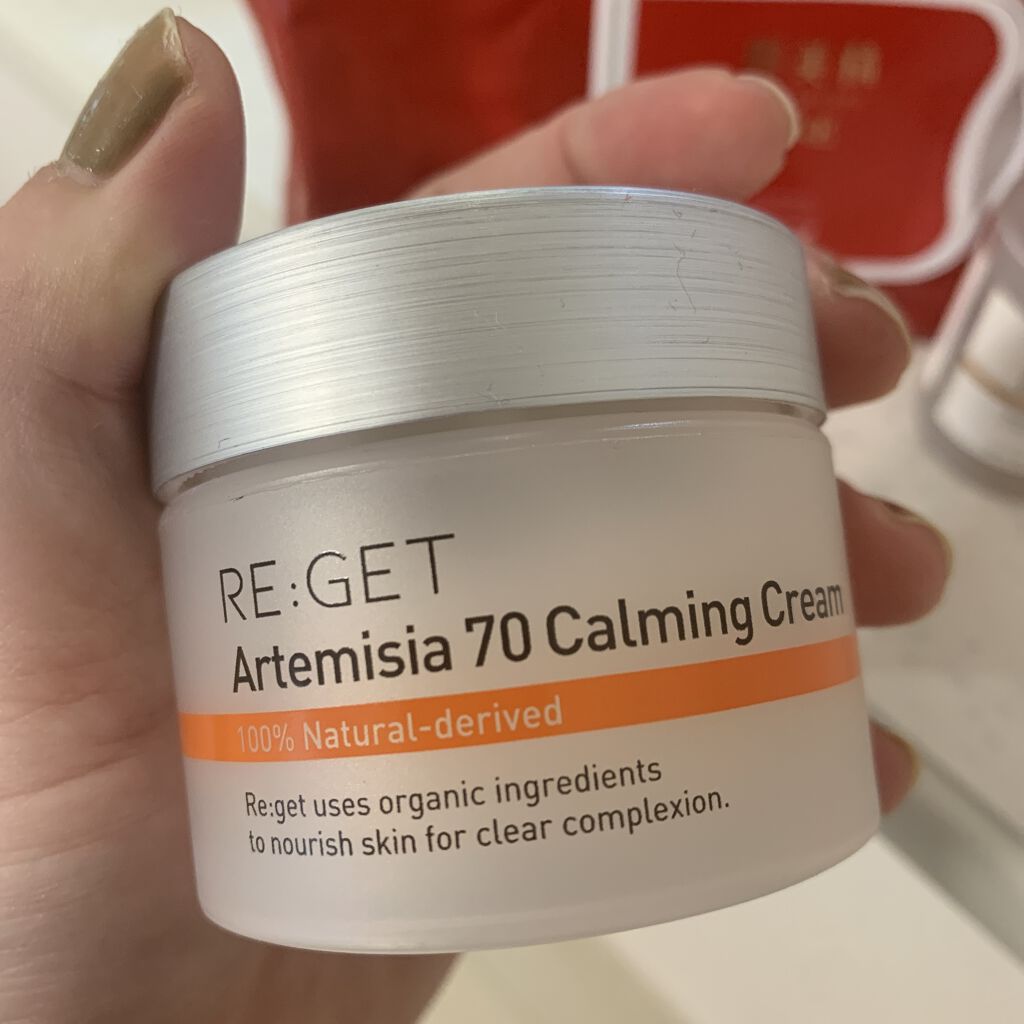 RE:GET
Artemisia 70 Calming Cream
100% Natural-derived
Re:get uses organic ingredients
to nourish skin for clear complexion.